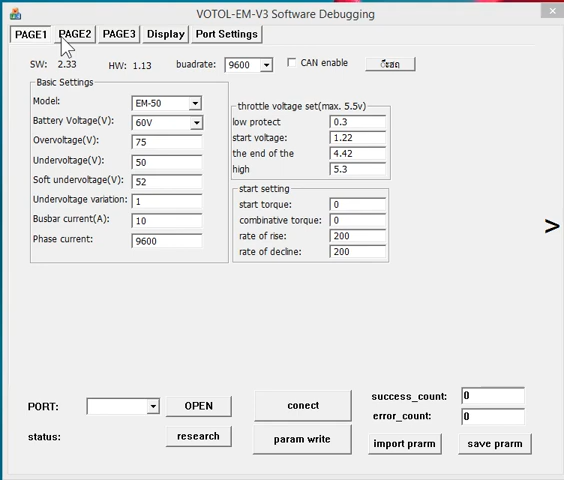 VOTOL-EM-V3 Software Debugging
PAGE1 PAGE2 PAGE3 Display Port Settings
SW: 2.33 HW: 1.13 buadrate: 9600 CAN enable
Basic Settings
Model: EM-50
Battery Voltage(V): 60V
Overvoltage(V): 75
Undervoltage(V): 50
Soft undervoltage(V): 52
Undervoltage variation: 1
Busbar current(A): 10
Phase current: 9600
throttle voltage set(max. 5.5v)
low protect 0.3
start voltage: 1.22
the end of the 4.42
high 5.3
start setting
start torque: 0
combinative torque: 0
rate of rise: 200
rate of decline: 200
>
PORT: OPEN conect success_count: 0
error_count: 0
status: research param write import prarm save prarm